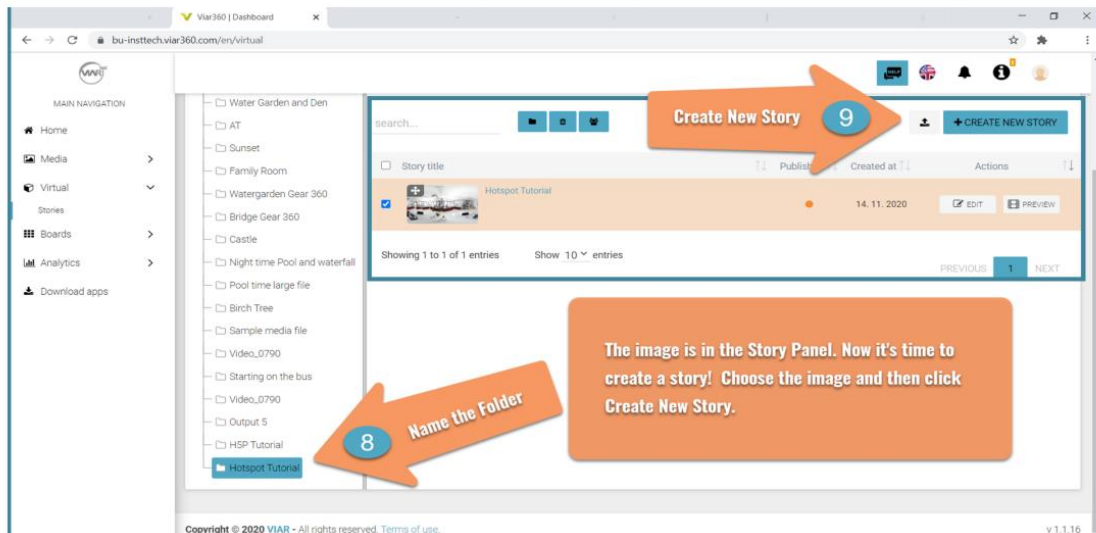 Viar360 | Dashboard
bu-insttech.viar360.com/en/virtual
VIAR
MAIN NAVIGATION
Home
Media
Virtual
Stories
Boards
Analytics
Download apps
Water Garden and Den
AT
Sunset
Family Room
Watergarden Gear 360
Bridge Gear 360
Castle
Night time Pool and waterfall
Pool time large file
Birch Tree
Sample media file
Video_0790
Starting on the bus
Video_0790
Output 5
H5P Tutorial
Hotspot Tutorial
8 Name the Folder
HELP
search...
Create New Story 9
+ CREATE NEW STORY
Story title Created at Actions
Hotspot Tutorial 14. 11. 2020 EDIT PREVIEW
Showing 1 to 1 of 1 entries Show 10 entries
PREVIOUS 1 NEXT
The image is in the Story Panel. Now it's time to
create a story! Choose the image and then click
Create New Story.
Copyright © 2020 VIAR - All rights reserved. Terms of use.
v 1.1.16